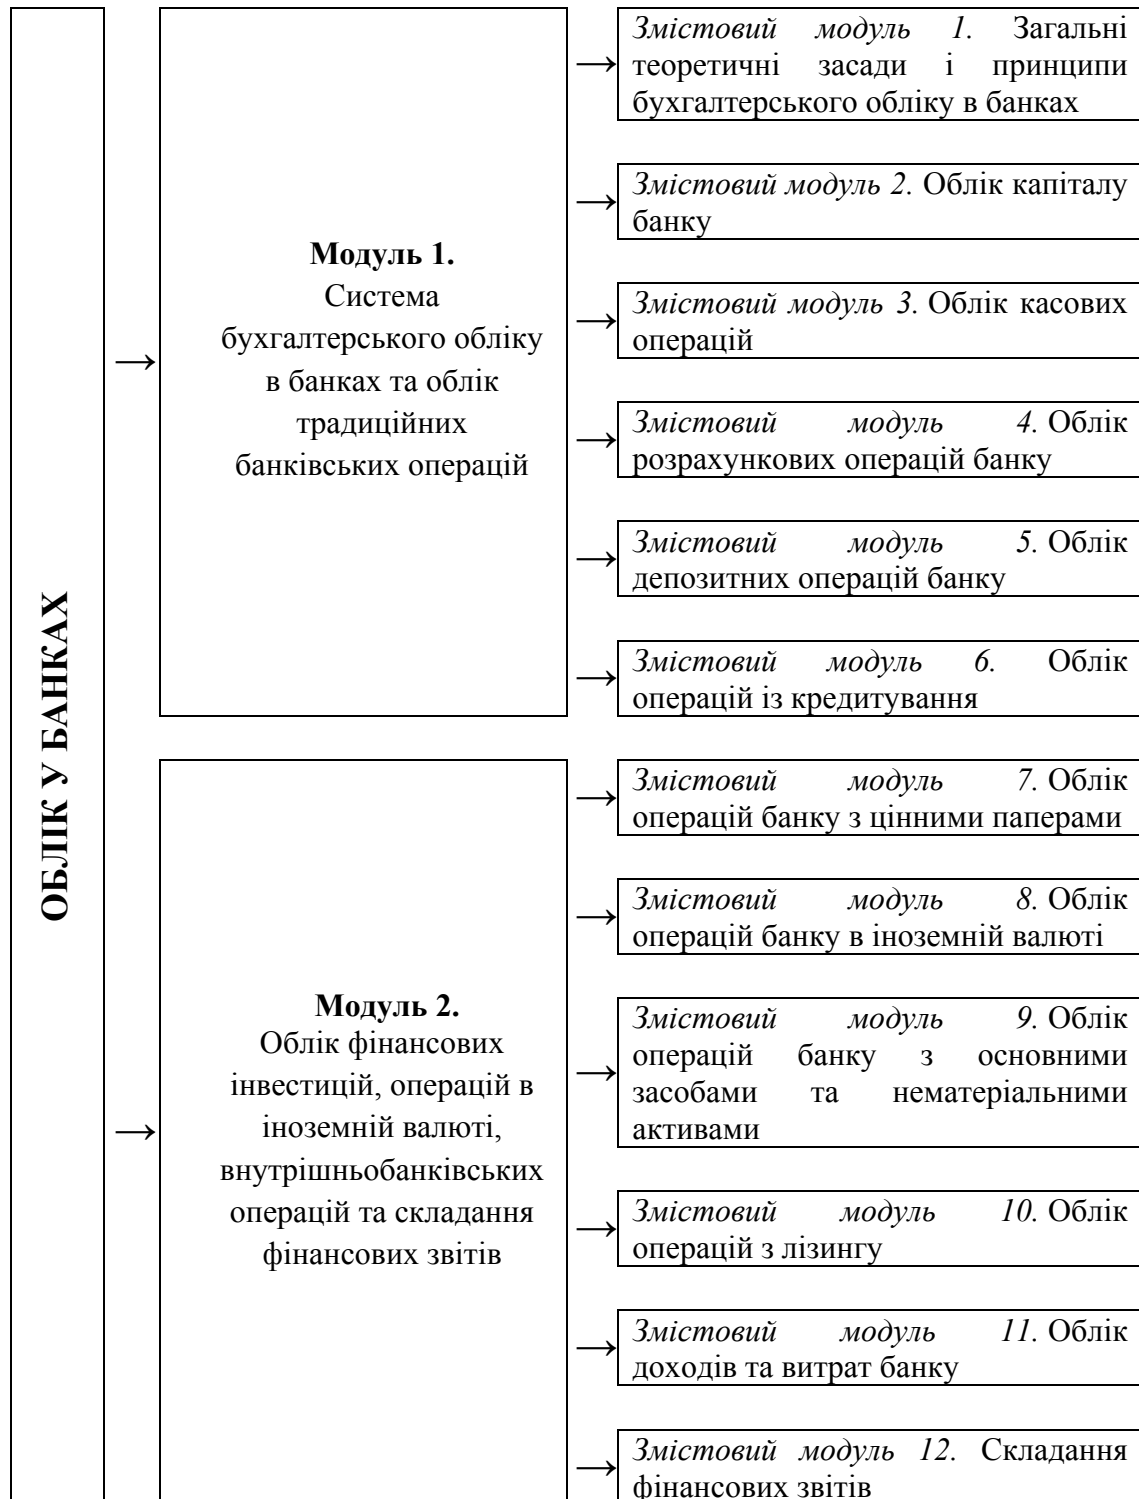 ОБЛІК У БАНКАХ
→
Модуль 1.
Система
бухгалтерського обліку
в банках та облік
традиційних
банківських операцій
→
Змістовий модуль 1. Загальні
теоретичні засади і принципи
бухгалтерського обліку в банках
→
Змістовий модуль 2. Облік капіталу
банку
→
Змістовий модуль 3. Облік касових
операцій
→
Змістовий модуль 4. Облік
розрахункових операцій банку
→
Змістовий модуль 5. Облік
депозитних операцій банку
→
Змістовий модуль 6. Облік
операцій із кредитування
→
Модуль 2.
Облік фінансових
інвестицій, операцій в
іноземній валюті,
внутрішньобанківських
операцій та складання
фінансових звітів
→
Змістовий модуль 7. Облік
операцій банку з цінними паперами
→
Змістовий модуль 8. Облік
операцій банку в іноземній валюті
→
Змістовий модуль 9. Облік
операцій банку з основними
засобами та нематеріальними
активами
→
Змістовий модуль 10. Облік
операцій з лізингу
→
Змістовий модуль 11. Облік
доходів та витрат банку
→
Змістовий модуль 12. Складання
фінансових звітів